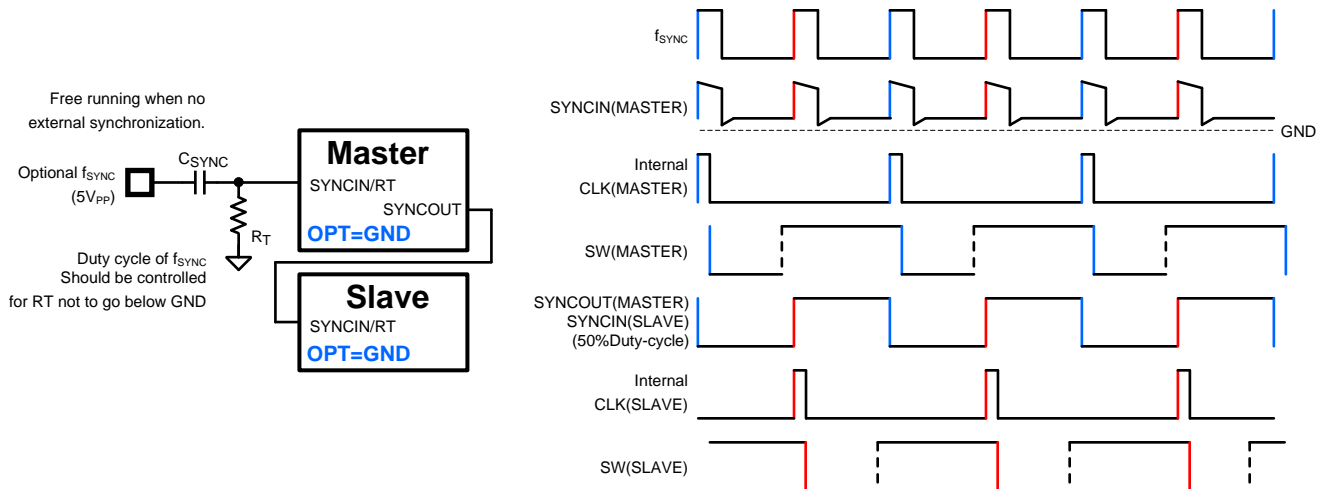 Free running when no
external synchronization.
Optional fSYNC
(5VPP)
CSYNC
RT
Duty cycle of fSYNC
Should be controlled
for RT not to go below GND
Master
SYNCIN/RT
SYNCOUT
OPT=GND
Slave
SYNCIN/RT
OPT=GND
fSYNC
SYNCIN(MASTER)
GND
Internal
CLK(MASTER)
SW(MASTER)
SYNCOUT(MASTER)
SYNCIN(SLAVE)
(50%Duty-cycle)
Internal
CLK(SLAVE)
SW(SLAVE)